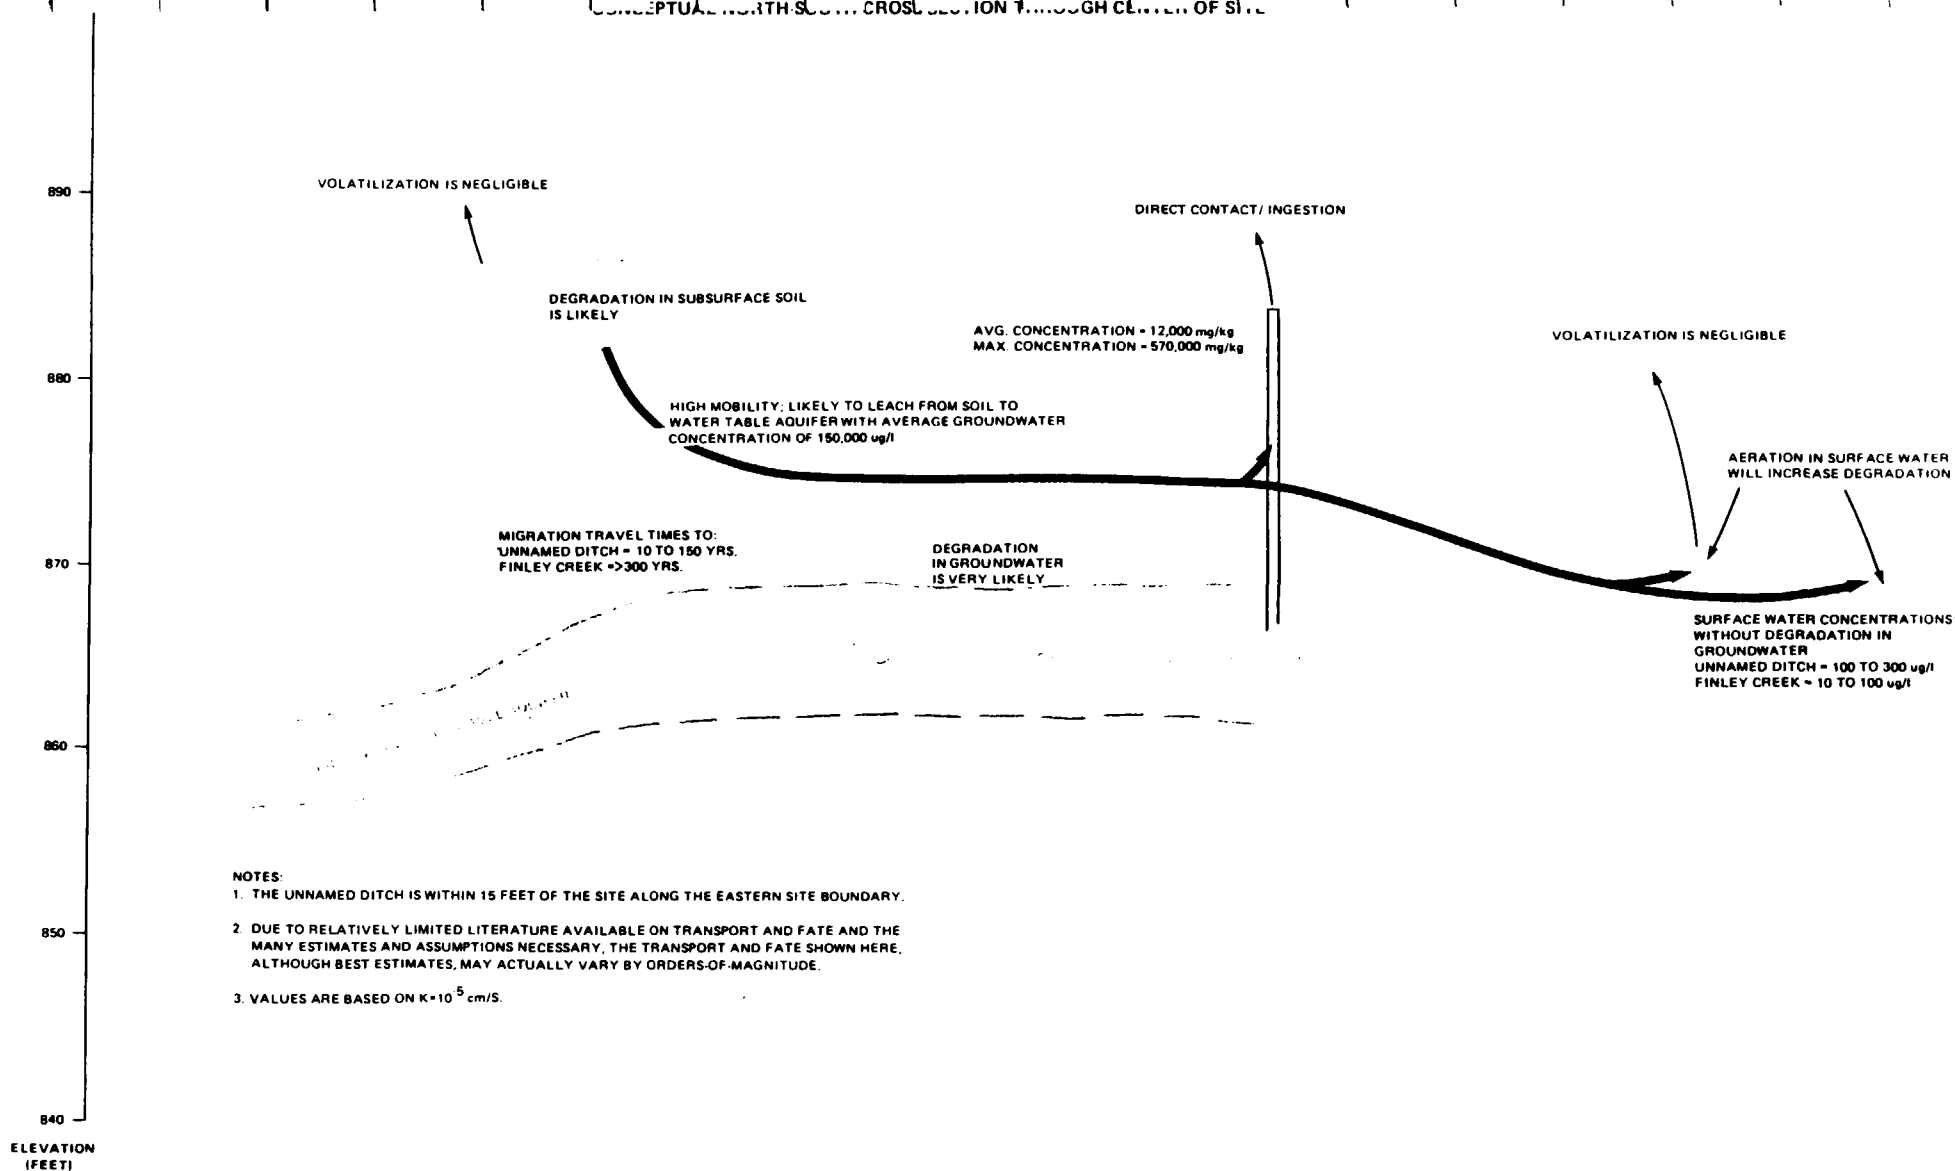 CROSS
OF SITE
890
VOLATILIZATION IS NEGLIGIBLE
DIRECT CONTACT/ INGESTION
DEGRADATION IN SUBSURFACE SOIL
IS LIKELY
AVG. CONCENTRATION = 12,000 mg/kg
MAX. CONCENTRATION = 570,000 mg/kg
VOLATILIZATION IS NEGLIGIBLE
880
HIGH MOBILITY; LIKELY TO LEACH FROM SOIL TO
WATER TABLE AQUIFER WITH AVERAGE GROUNDWATER
CONCENTRATION OF 150,000 ug/l
AERATION IN SURFACE WATER
WILL INCREASE DEGRADATION
MIGRATION TRAVEL TIMES TO:
UNNAMED DITCH = 10 TO 150 YRS.
FINLEY CREEK =>300 YRS.
DEGRADATION
IN GROUNDWATER
IS VERY LIKELY
870
SURFACE WATER CONCENTRATIONS
WITHOUT DEGRADATION IN
GROUNDWATER
UNNAMED DITCH = 100 TO 300 ug/l
FINLEY CREEK = 10 TO 100 ug/l
860
NOTES:
1. THE UNNAMED DITCH IS WITHIN 15 FEET OF THE SITE ALONG THE EASTERN SITE BOUNDARY.
2. DUE TO RELATIVELY LIMITED LITERATURE AVAILABLE ON TRANSPORT AND FATE AND THE
MANY ESTIMATES AND ASSUMPTIONS NECESSARY, THE TRANSPORT AND FATE SHOWN HERE,
ALTHOUGH BEST ESTIMATES, MAY ACTUALLY VARY BY ORDERS-OF-MAGNITUDE.
850
3. VALUES ARE BASED ON K=10⁻⁵ cm/S.
840
ELEVATION
(FEET)